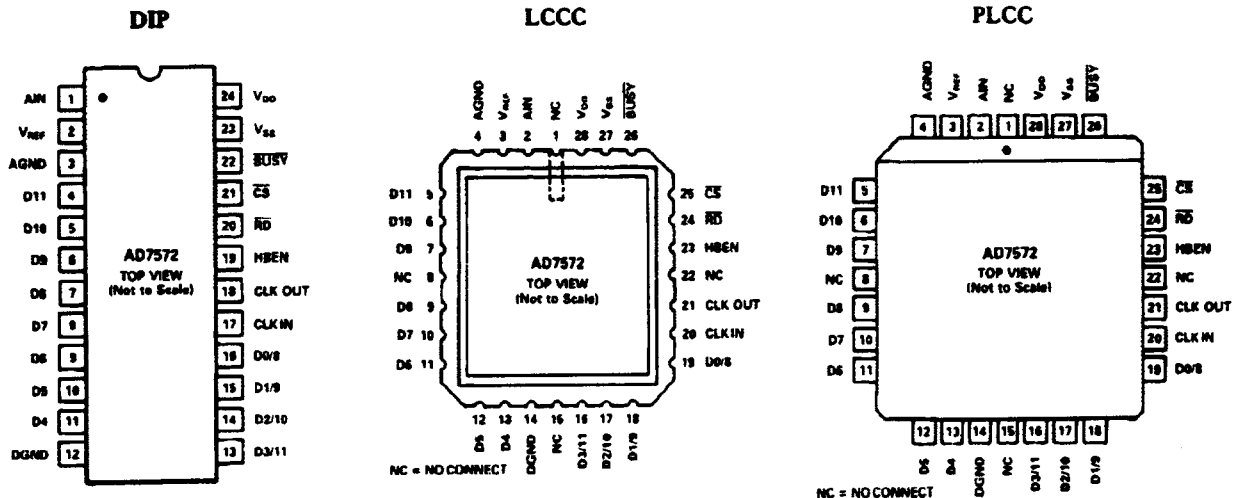 DIP
AIN 1
VREF 2
AGND 3
D11 4
D10 5
D9 6
D8 7
D7 8
D6 9
D5 10
D4 11
DGND 12
24 VDD
23 VSS
22 BUSY
21 CS
20 RD
19 HBEN
18 CLK OUT
17 CLK IN
16 D0/8
15 D1/9
14 D2/10
13 D3/11
AD7572
TOP VIEW
(Not to Scale)
LCCC
AGND VREF AIN NC VDD VSS BUSY
4 3 2 1 28 27 26
D11 5
D10 6
D9 7
NC 8
D8 9
D7 10
D6 11
25 CS
24 RD
23 HBEN
22 NC
21 CLK OUT
20 CLK IN
19 D0/8
AD7572
TOP VIEW
(Not to Scale)
12 13 14 15 16 17 18
D5 D4 DGND NC D3/11 D2/10 D1/9
NC = NO CONNECT
PLCC
AGND VREF AIN NC VDD VSS BUSY
4 3 2 1 28 27 26
D11 5
D10 6
D9 7
NC 8
D8 9
D7 10
D6 11
25 CS
24 RD
23 HBEN
22 NC
21 CLK OUT
20 CLK IN
19 D0/8
AD7572
TOP VIEW
(Not to Scale)
12 13 14 15 16 17 18
D5 D4 DGND NC D3/11 D2/10 D1/9
NC = NO CONNECT